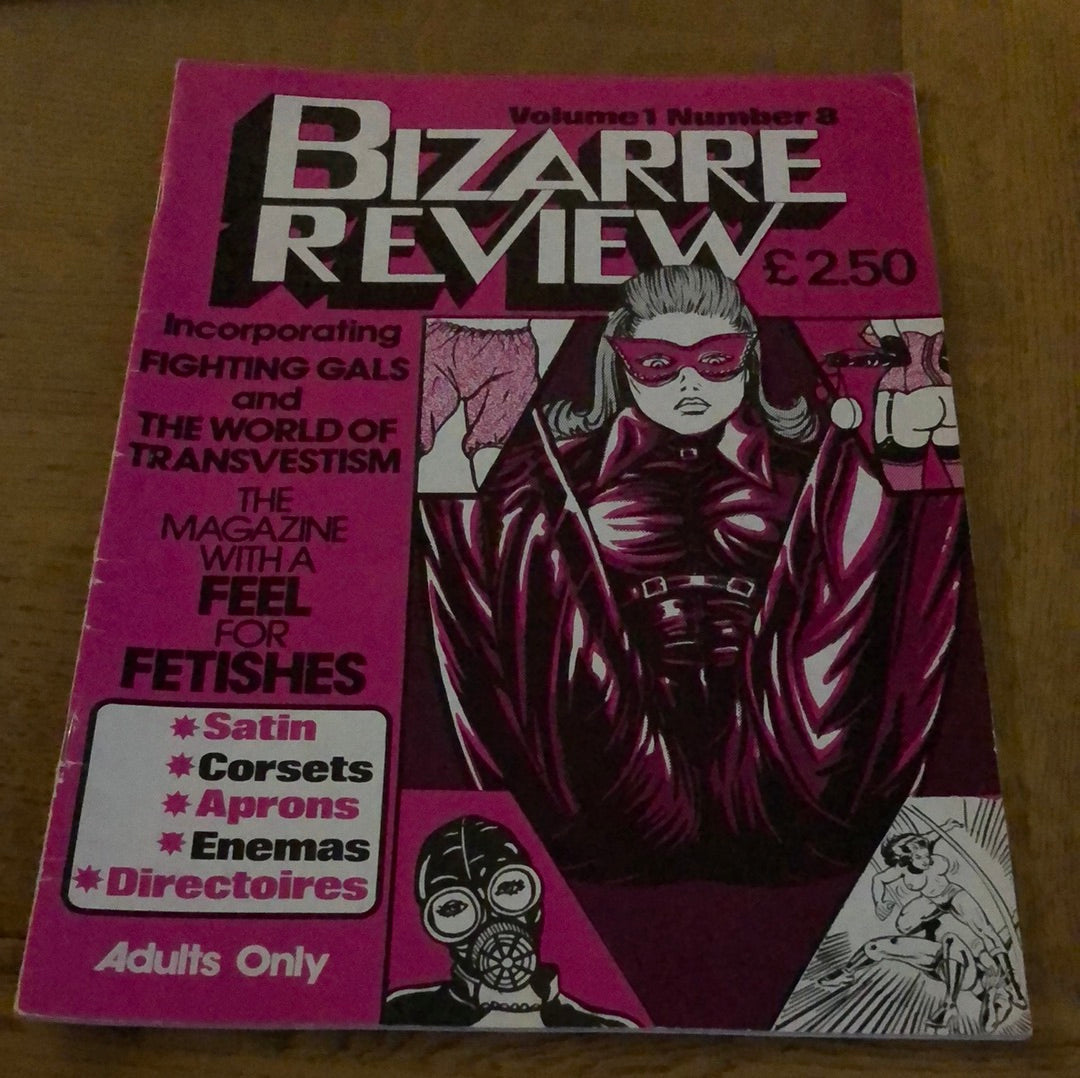 Volume 1 Number 8
BIZARRE
REVIEW
£2.50
Incorporating
FIGHTING GALS
and
THE WORLD OF
TRANSVESTISM
THE
MAGAZINE
WITH A
FEEL
FOR
FETISHES
Satin
Corsets
Aprons
Enemas
Directoires
Adults Only